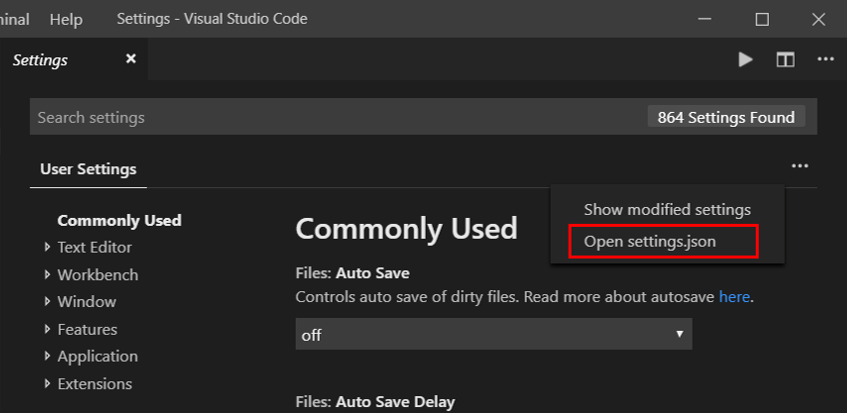 ninal Help Settings - Visual Studio Code
Settings
Search settings 864 Settings Found
User Settings
Show modified settings
Open settings.json
Commonly Used
Text Editor
Workbench
Window
Features
Application
Extensions
Commonly Used
Files: Auto Save
Controls auto save of dirty files. Read more about autosave here.
off
Files: Auto Save Delay